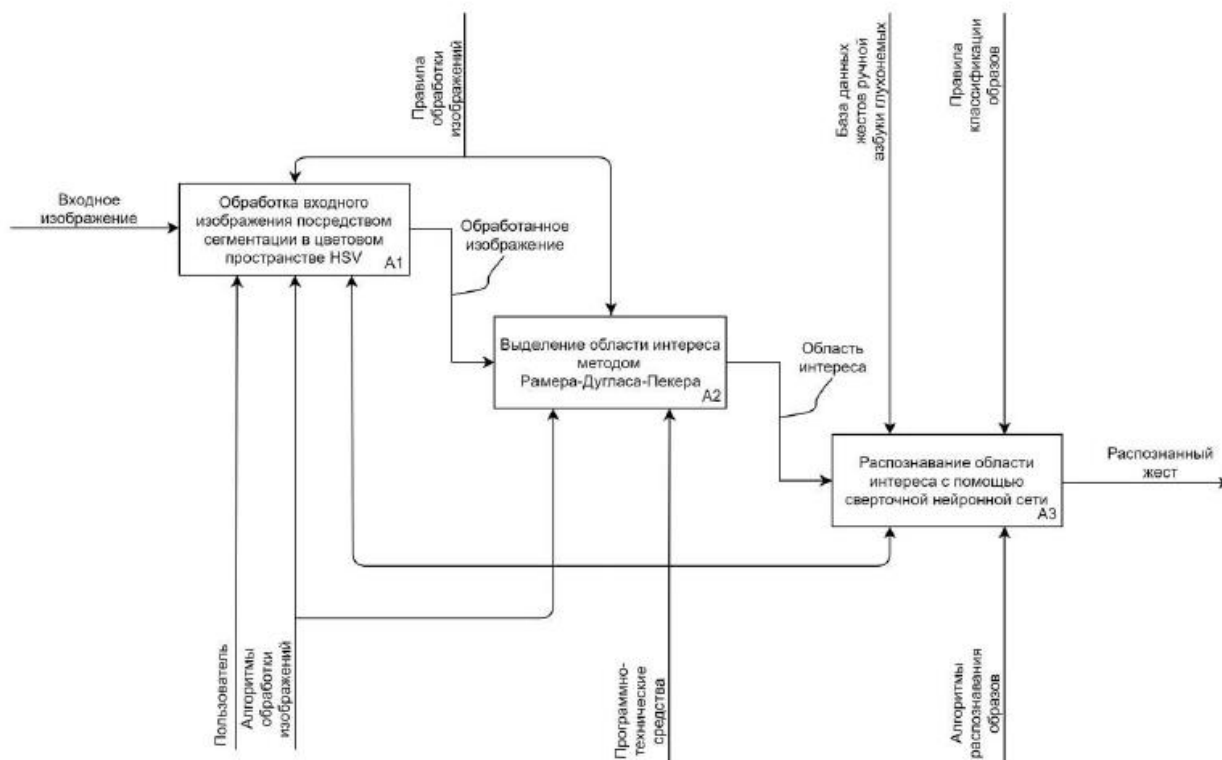 Правила
обработки
изображений
База данных
жестов ручной
азбуки глухонемых
Правила
классификации
образов
Входное
изображение
Обработка входного
изображения посредством
сегментации в цветовом
пространстве HSV
A1
Обработанное
изображение
Выделение области интереса
методом
Рамера-Дугласа-Пекера
A2
Область
интереса
Распознавание области
интереса с помощью
сверточной нейронной сети
A3
Распознанный
жест
Пользователь
Алгоритмы
обработки
изображений
Программно-
технические
средства
Алгоритмы
распознавания
образов